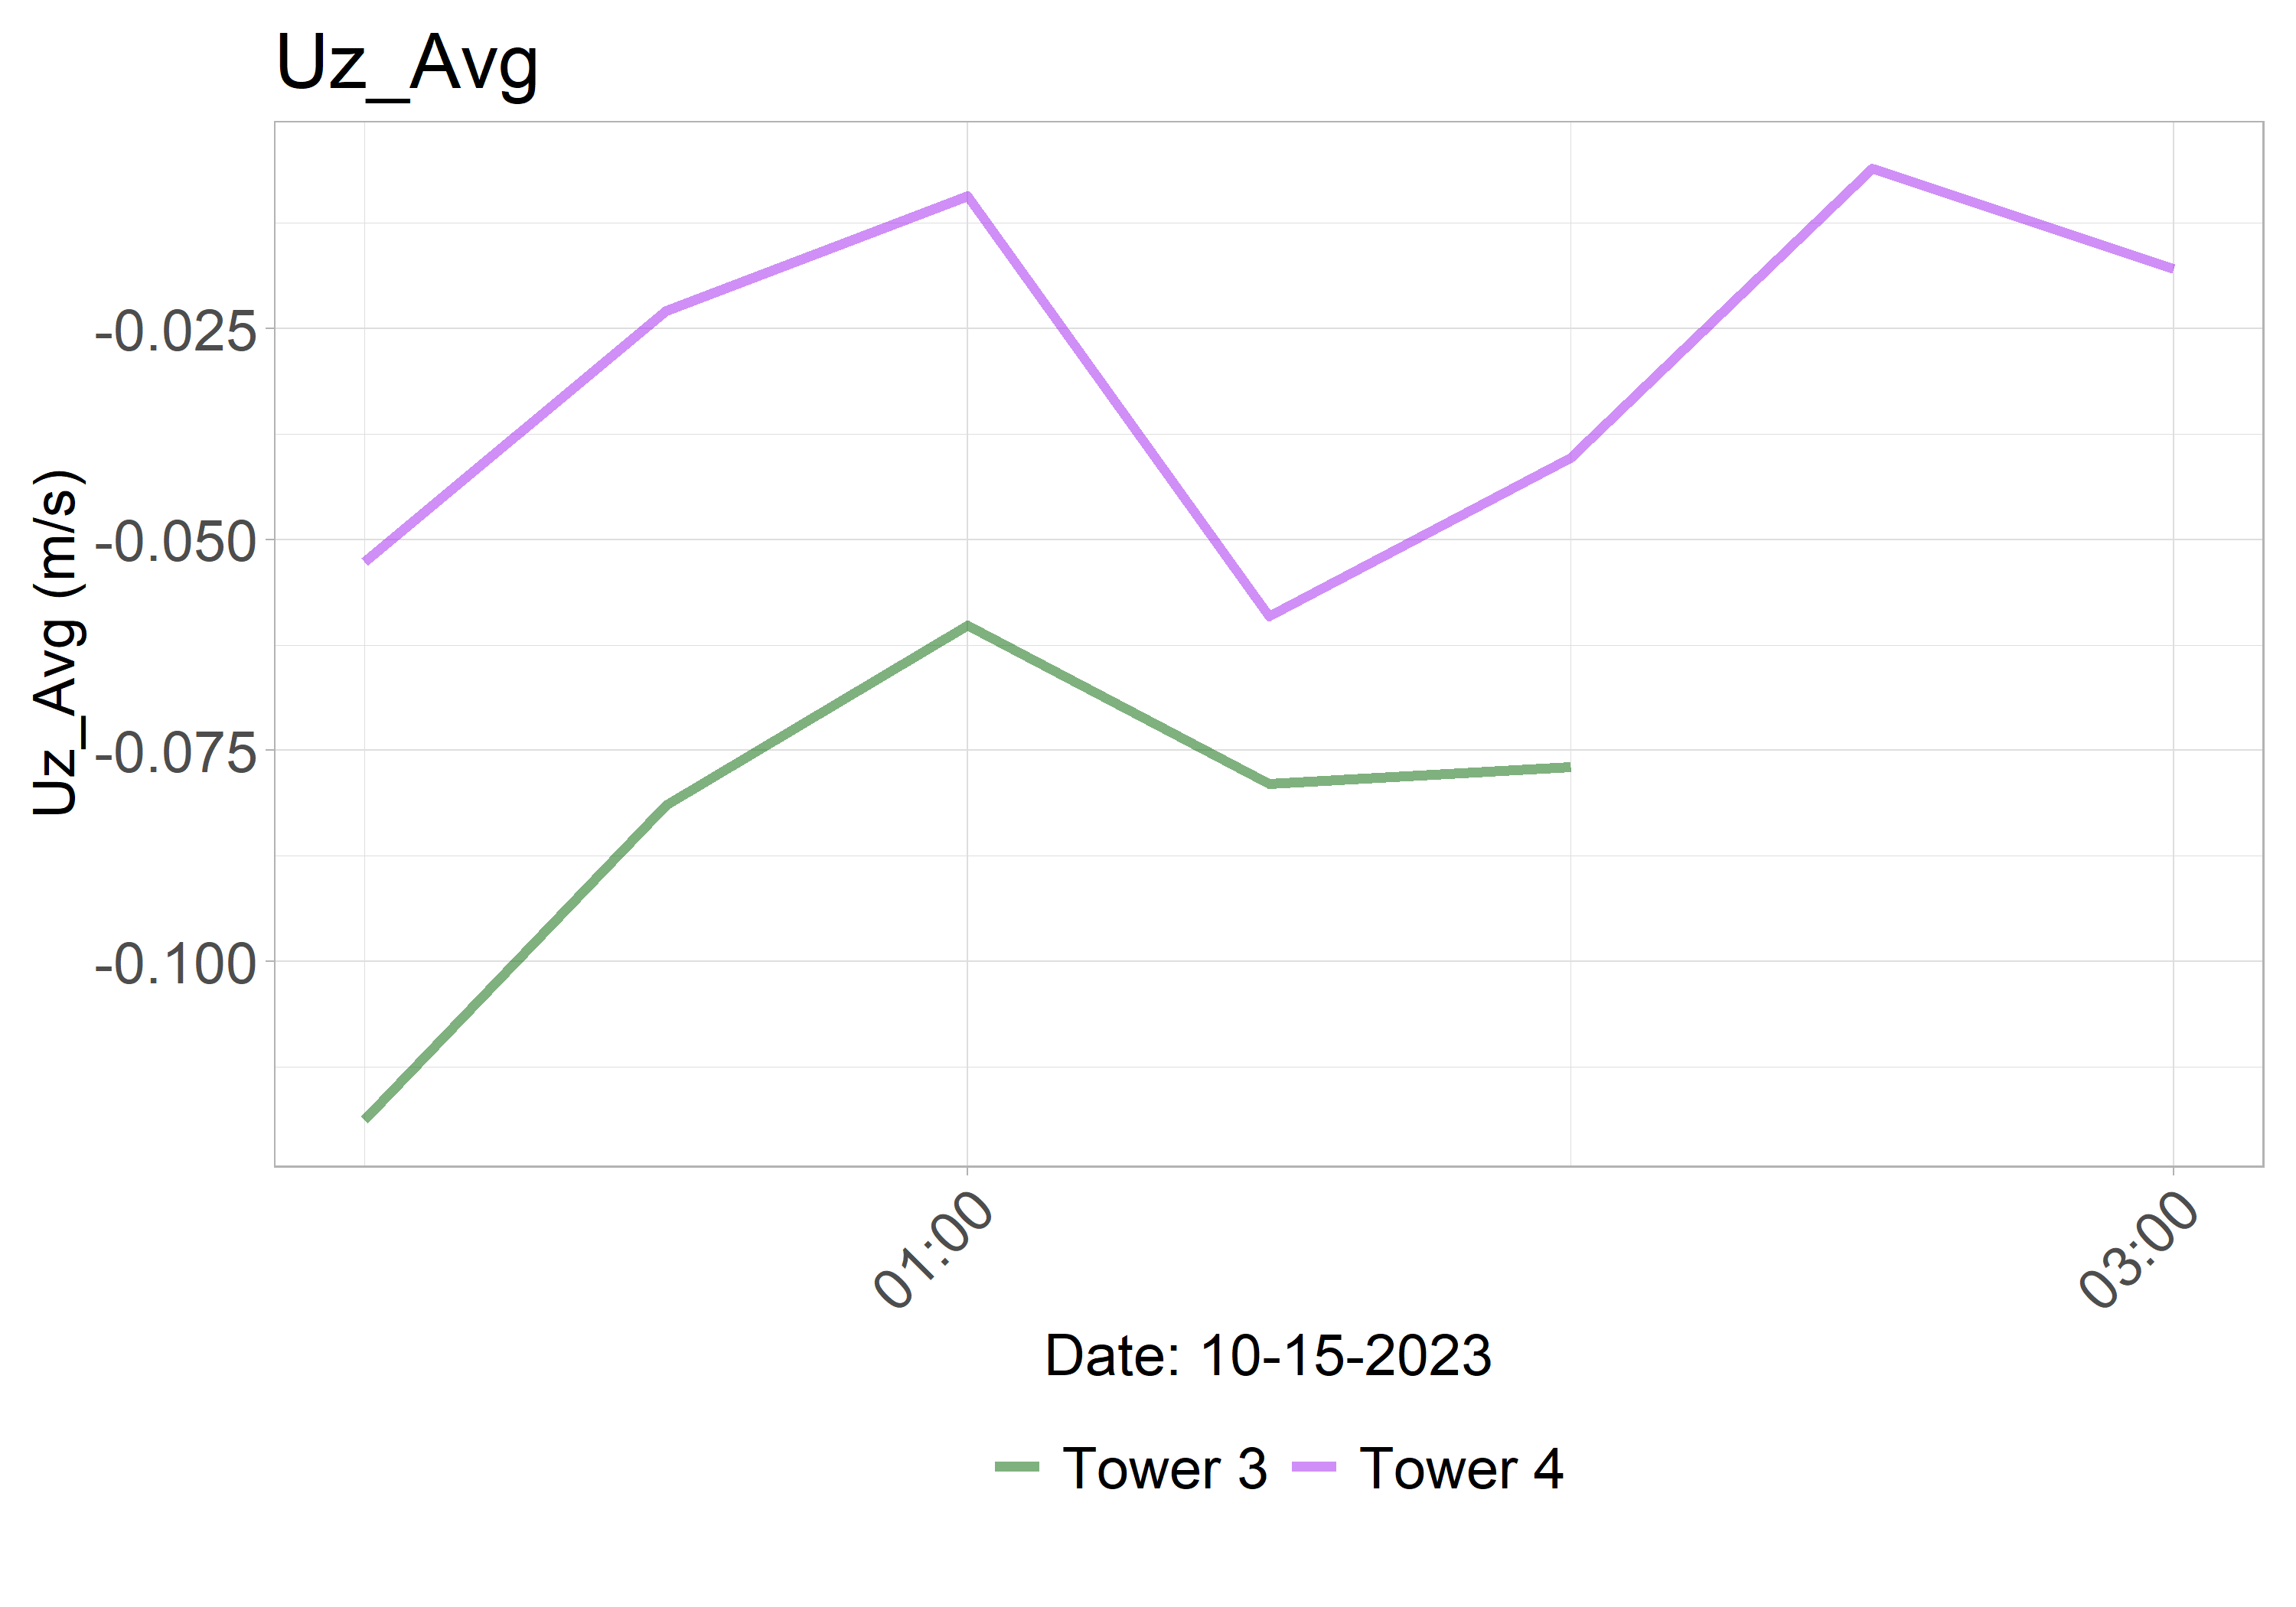 Uz_Avg
Uz_Avg (m/s)
-0.025
-0.050
-0.075
-0.100
01:00
03:00
Date: 10-15-2023
Tower 3
Tower 4